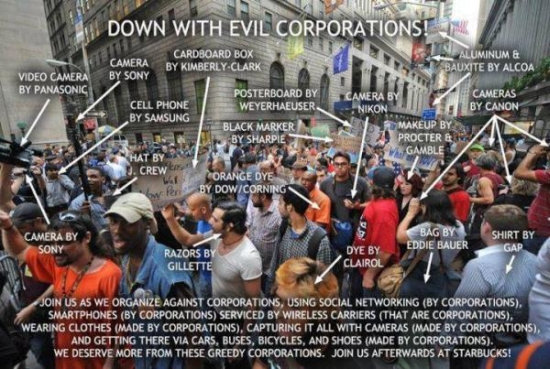 DOWN WITH EVIL CORPORATIONS!
VIDEO CAMERA
BY PANASONIC
CAMERA
BY SONY
CARDBOARD BOX
BY KIMBERLY-CLARK
ALUMINUM &
BAUXITE BY ALCOA
CELL PHONE
BY SAMSUNG
POSTERBOARD BY
WEYERHAEUSER
CAMERA BY
NIKON
CAMERAS
BY CANON
BLACK MARKER
BY SHARPIE
MAKEUP BY
PROCTER &
GAMBLE
HAT BY
J. CREW
ORANGE DYE
BY DOW/CORNING
CAMERA BY
SONY
RAZORS BY
GILLETTE
DYE BY
CLAIROL
BAG BY
EDDIE BAUER
SHIRT BY
GAP
JOIN US AS WE ORGANIZE AGAINST CORPORATIONS, USING SOCIAL NETWORKING (BY CORPORATIONS),
SMARTPHONES (BY CORPORATIONS) SERVICED BY WIRELESS CARRIERS (THAT ARE CORPORATIONS),
WEARING CLOTHES (MADE BY CORPORATIONS), CAPTURING IT ALL WITH CAMERAS (MADE BY CORPORATIONS),
AND GETTING THERE VIA CARS, BUSES, BICYCLES, AND SHOES (MADE BY CORPORATIONS).
WE DESERVE MORE FROM THESE GREEDY CORPORATIONS. JOIN US AFTERWARDS AT STARBUCKS!